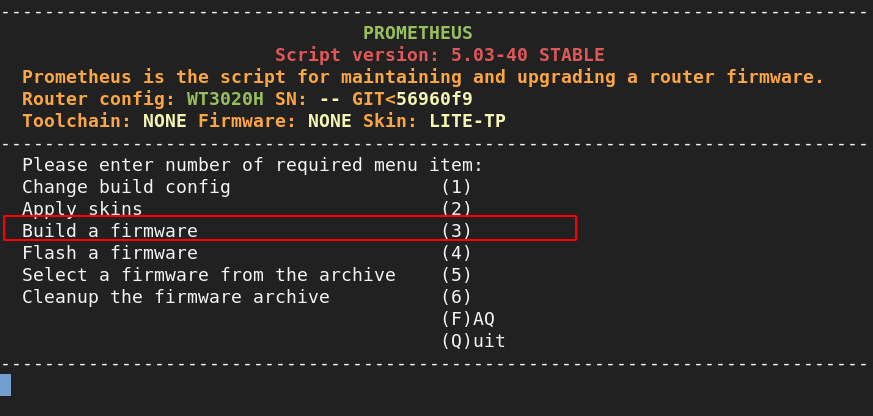 --------------------------------------------------------------------------------
PROMETHEUS
Script version: 5.03-40 STABLE
Prometheus is the script for maintaining and upgrading a router firmware.
Router config: WT3020H SN: -- GIT<56960f9
Toolchain: NONE Firmware: NONE Skin: LITE-TP
--------------------------------------------------------------------------------
Please enter number of required menu item:
Change build config (1)
Apply skins (2)
Build a firmware (3)
Flash a firmware (4)
Select a firmware from the archive (5)
Cleanup the firmware archive (6)
(F)AQ
(Q)uit
--------------------------------------------------------------------------------